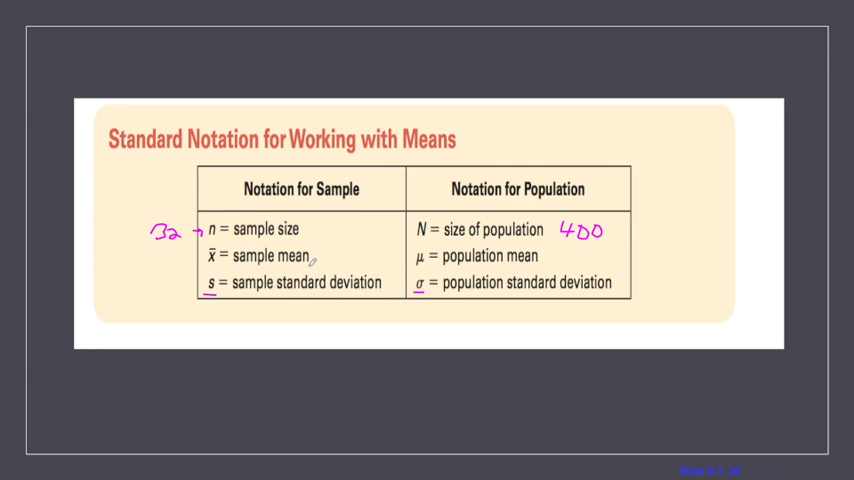 Standard Notation for Working with Means
Notation for Sample
Notation for Population
32 → n = sample size
N = size of population 400
x̄ = sample mean
μ = population mean
s = sample standard deviation
σ = population standard deviation